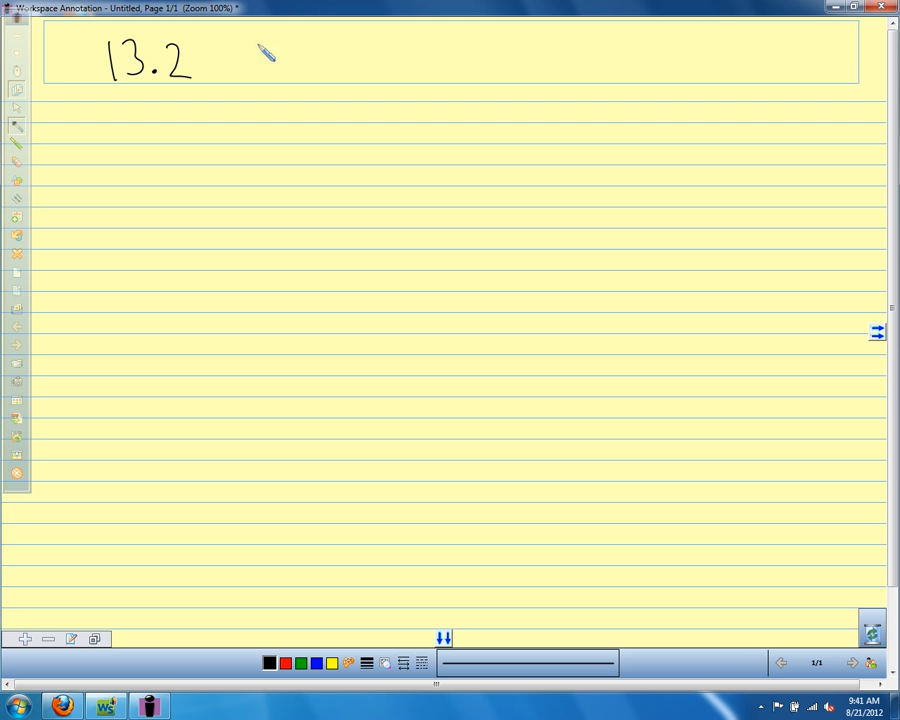 Workspace Annotation - Untitled, Page 1/1 (Zoom 100%) *
13.2
1/1
9:41 AM
8/21/2012